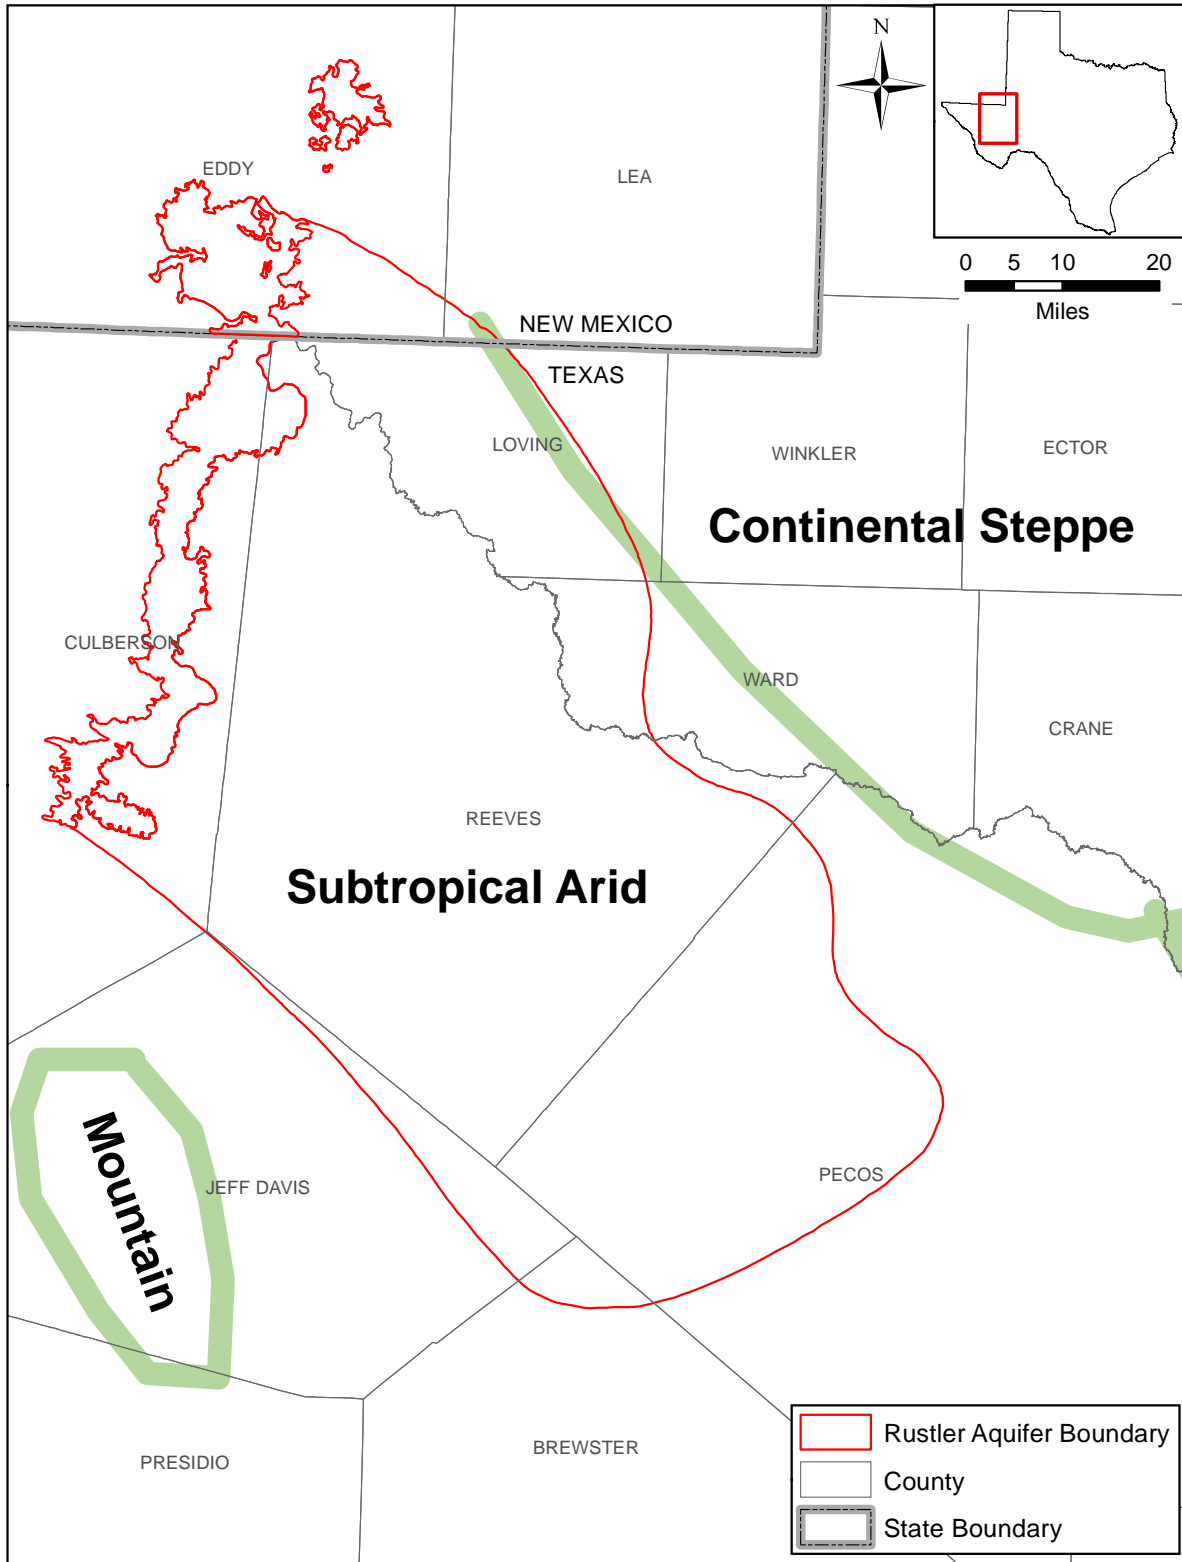 N
EDDY
LEA
0 5 10 20
Miles
NEW MEXICO
TEXAS
LOVING
WINKLER
ECTOR
Continental Steppe
CULBERSON
WARD
CRANE
REEVES
Subtropical Arid
Mountain
JEFF DAVIS
PECOS
PRESIDIO
BREWSTER
Rustler Aquifer Boundary
County
State Boundary